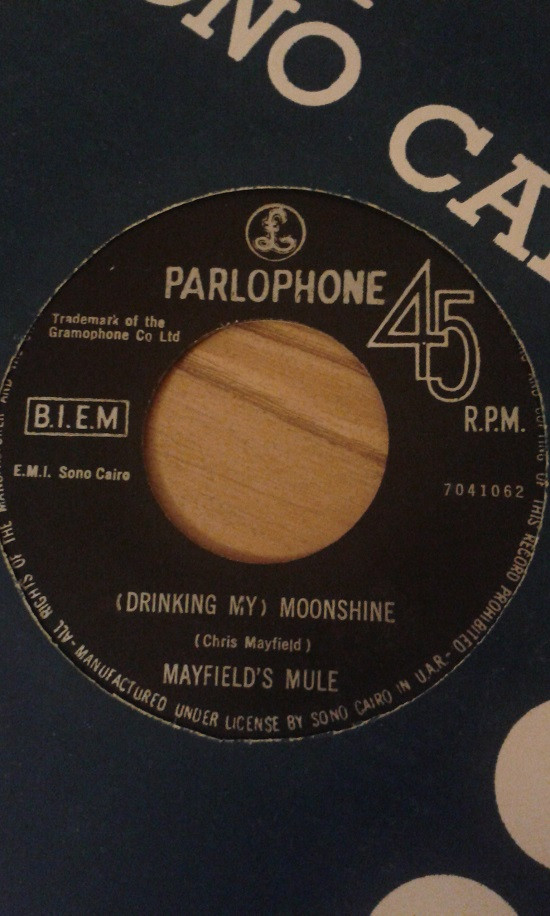 ONO
CA
£
PARLOPHONE
45
R.P.M.
Trademark of the
Gramophone Co Ltd
B.I.E.M
E.M.I. Sono Cairo
7041062
(DRINKING MY) MOONSHINE
(Chris Mayfield)
MAYFIELD'S MULE
ALL RIGHTS OF THE
OF THIS RECORD PROHIBITED - MANUFACTURED UNDER LICENSE BY SONO CAIRO IN U.A.R. -